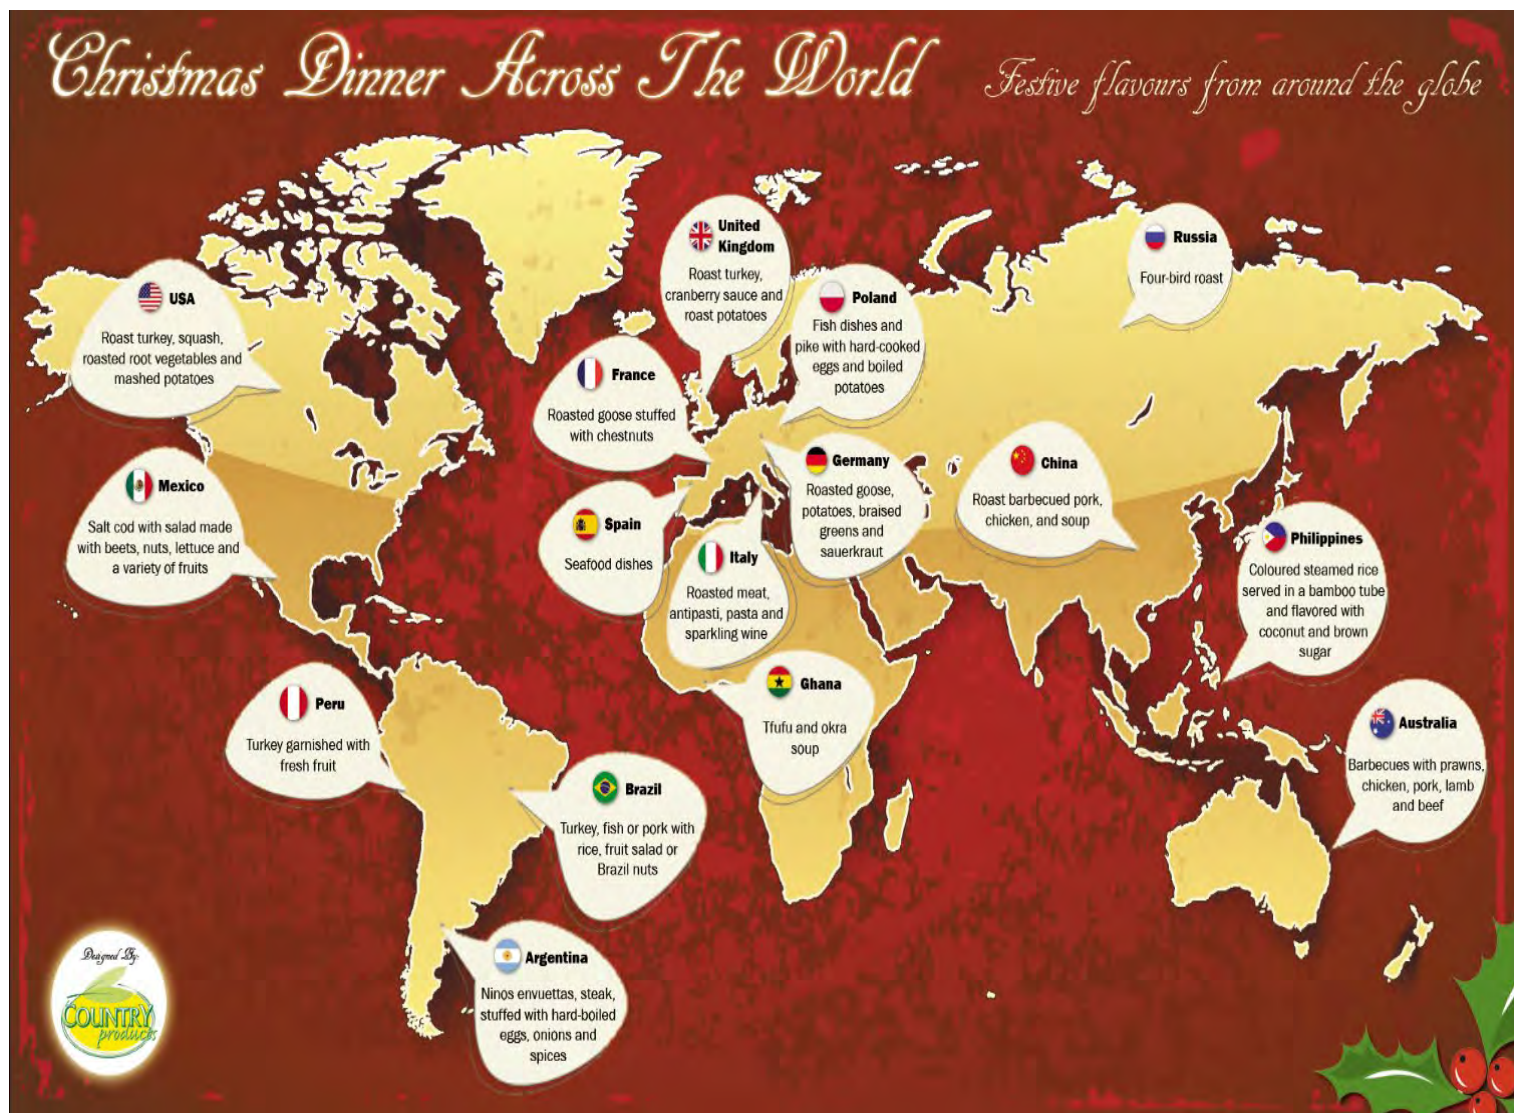 Christmas Dinner Across The World
Festive flavours from around the globe
USA
Roast turkey, squash,
roasted root vegetables and
mashed potatoes
United
Kingdom
Roast turkey,
cranberry sauce and
roast potatoes
Russia
Four-bird roast
Poland
Fish dishes and
pike with hard-cooked
eggs and boiled
potatoes
France
Roasted goose stuffed
with chestnuts
Germany
Roasted goose,
potatoes, braised
greens and
sauerkraut
China
Roast barbecued pork,
chicken, and soup
Mexico
Salt cod with salad made
with beets, nuts, lettuce and
a variety of fruits
Spain
Seafood dishes
Italy
Roasted meat,
antipasti, pasta and
sparkling wine
Philippines
Coloured steamed rice
served in a bamboo tube
and flavored with
coconut and brown
sugar
Peru
Turkey garnished with
fresh fruit
Ghana
Tfufu and okra
soup
Australia
Barbecues with prawns,
chicken, pork, lamb
and beef
Brazil
Turkey, fish or pork with
rice, fruit salad or
Brazil nuts
Argentina
Ninos envuettas, steak,
stuffed with hard-boiled
eggs, onions and
spices
Designed By:
COUNTRY
products